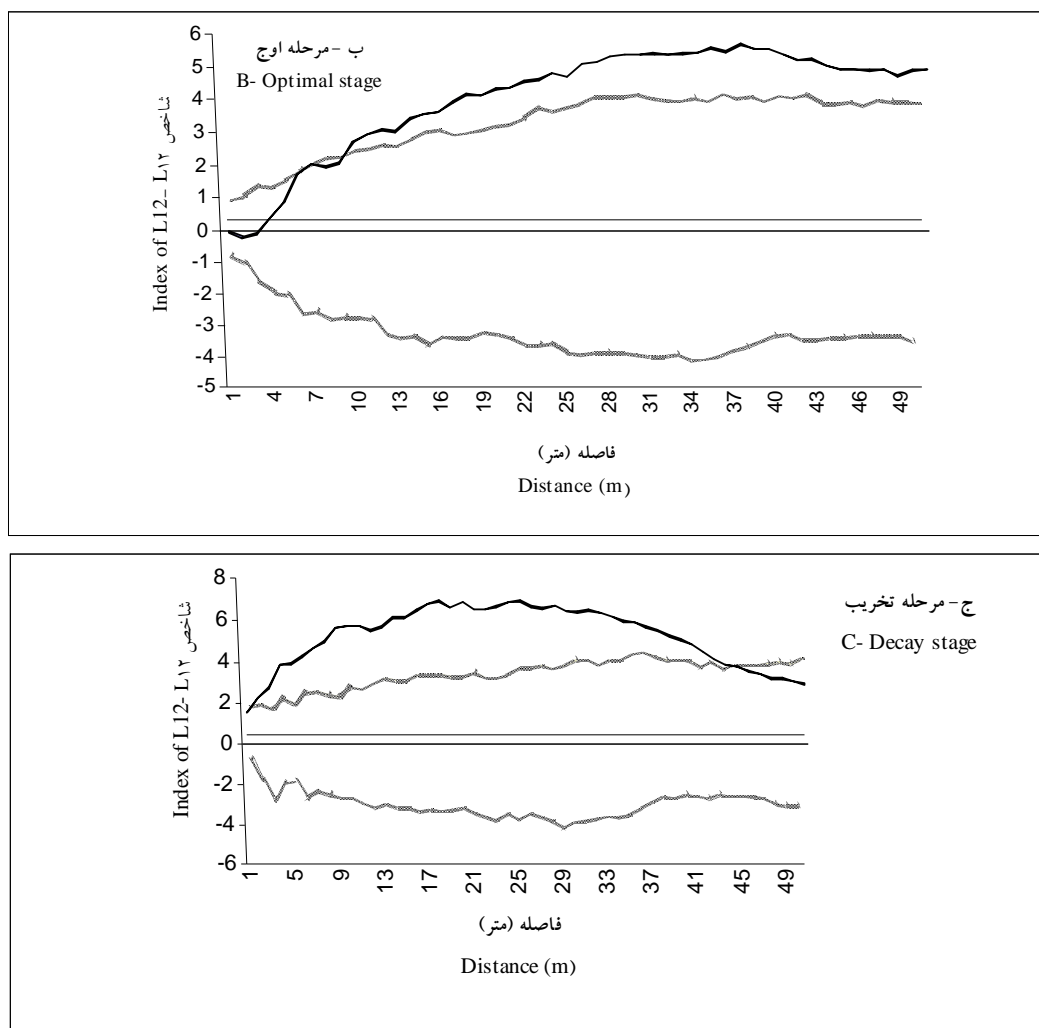 ب -مرحله اوج
B- Optimal stage
شاخص L۱۲ Index of L12-
6
5
4
3
2
1
0
-1
-2
-3
-4
-5
1 4 7 10 13 16 19 22 25 28 31 34 37 40 43 46 49
فاصله (متر)
Distance (m)
ج-مرحله تخریب
C- Decay stage
شاخص L۱۲ Index of L12-
8
6
4
2
0
-2
-4
-6
1 5 9 13 17 21 25 29 33 37 41 45 49
فاصله (متر)
Distance (m)